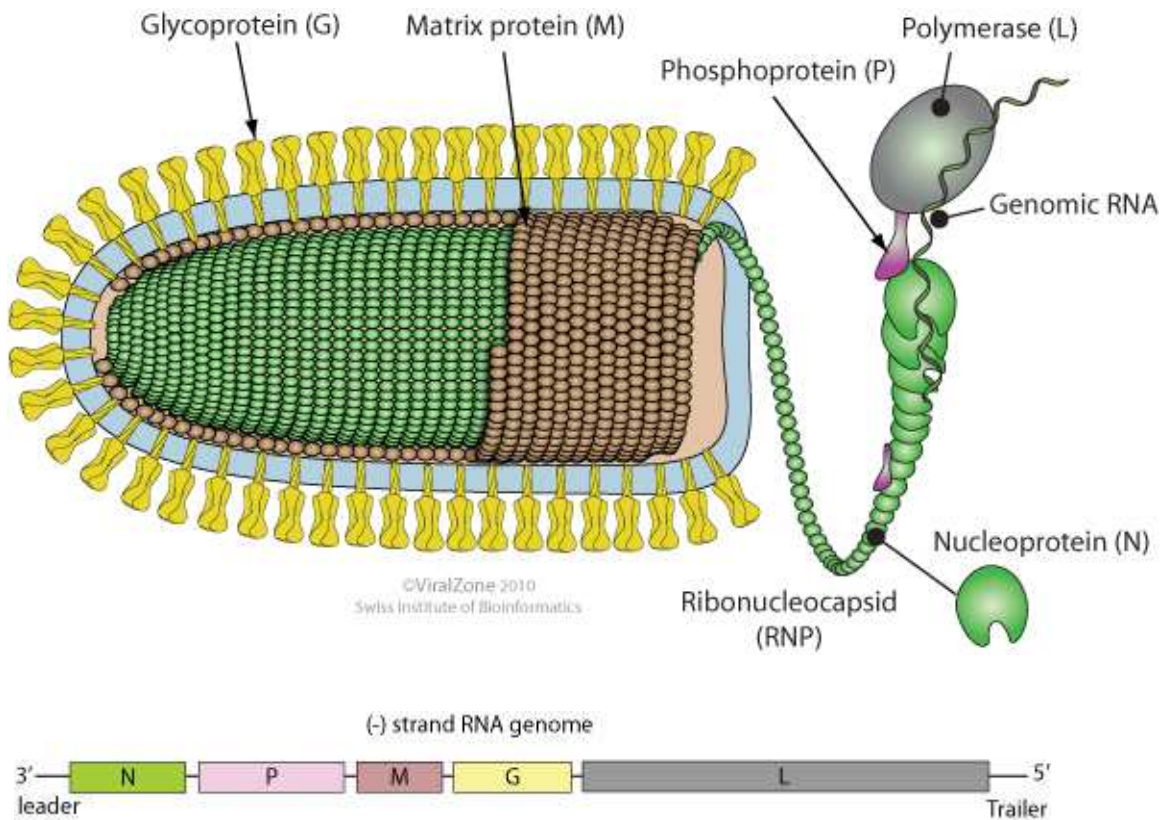 Glycoprotein (G)
Matrix protein (M)
Polymerase (L)
Phosphoprotein (P)
Genomic RNA
Nucleoprotein (N)
©ViralZone 2010
Swiss Institute of Bioinformatics
Ribonucleocapsid
(RNP)
(-) strand RNA genome
3′ N P M G L 5′
leader Trailer